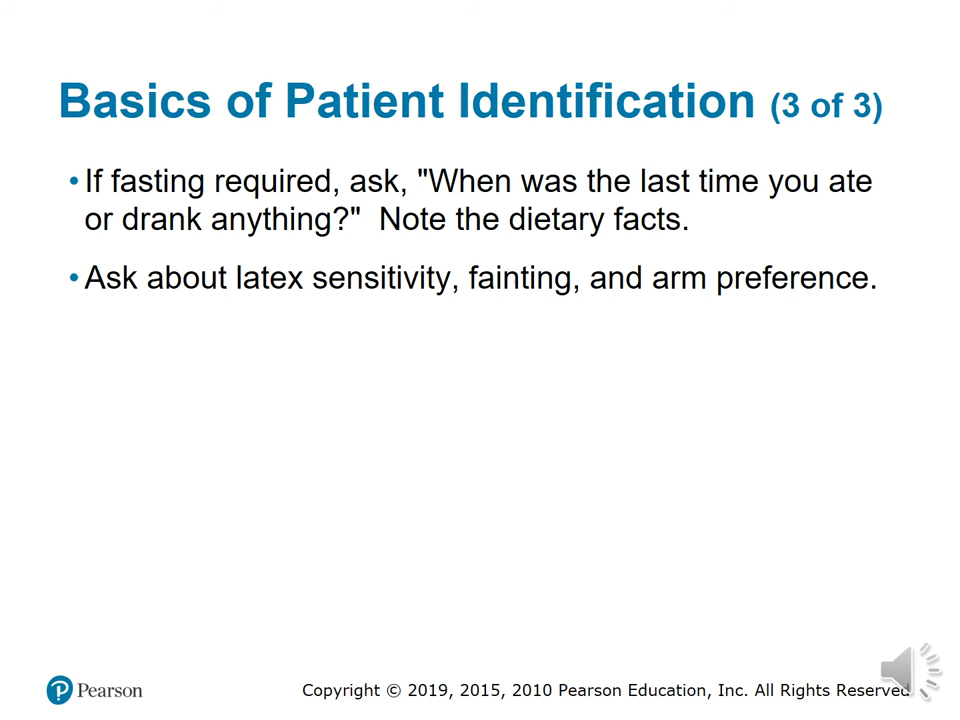 Basics of Patient Identification (3 of 3)
• If fasting required, ask, "When was the last time you ate
or drank anything?"  Note the dietary facts.
• Ask about latex sensitivity, fainting, and arm preference.
Pearson
Copyright © 2019, 2015, 2010 Pearson Education, Inc. All Rights Reserved